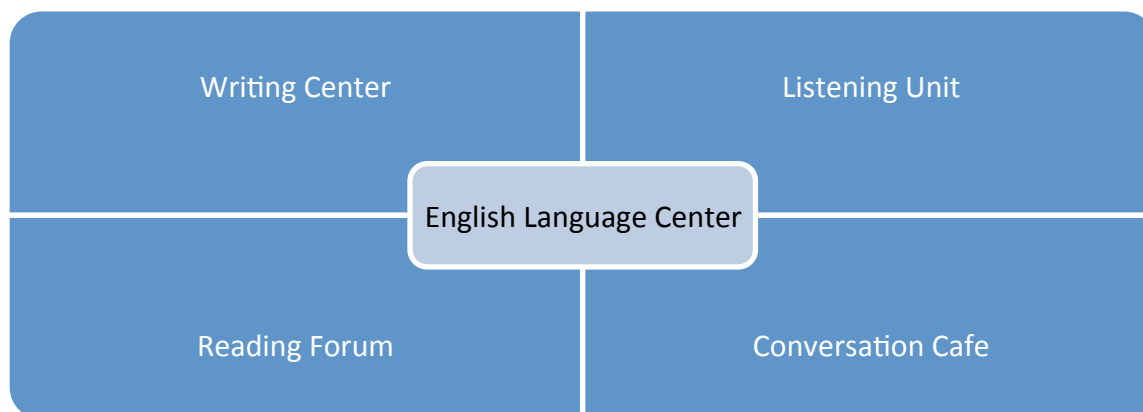 Writing Center
Listening Unit
English Language Center
Reading Forum
Conversation Cafe